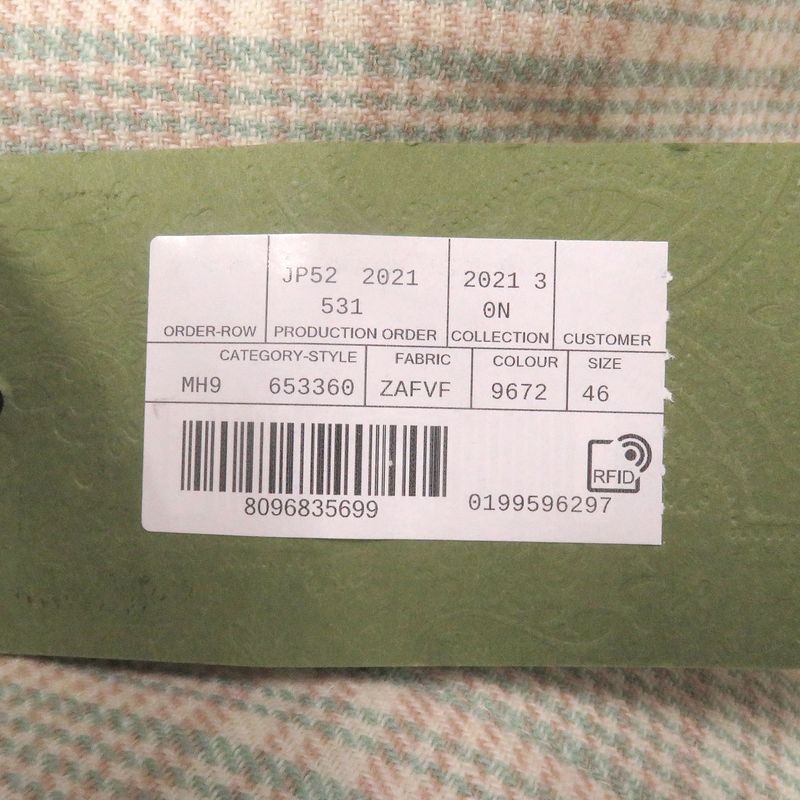 JP52 2021
531
2021 3
0N
ORDER-ROW PRODUCTION ORDER COLLECTION CUSTOMER
CATEGORY-STYLE FABRIC COLOUR SIZE
MH9 653360 ZAFVF 9672 46
RFID
8096835699 0199596297